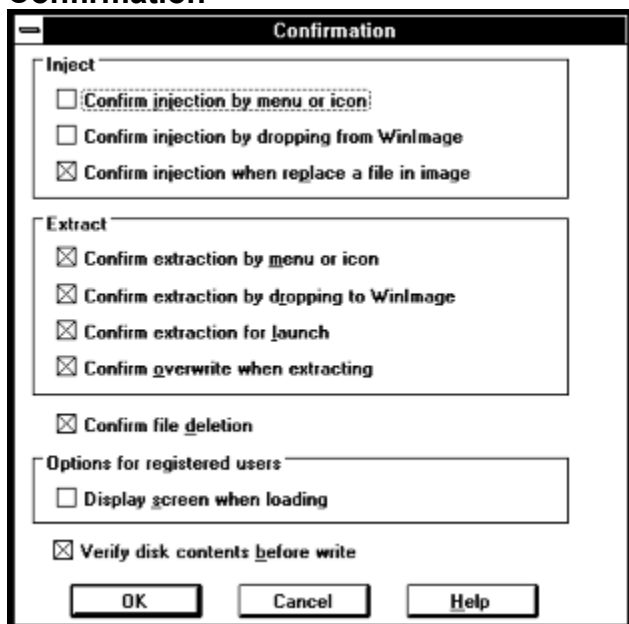 Confirmation
Confirmation
Inject
Confirm injection by menu or icon
Confirm injection by dropping from WinImage
Confirm injection when replace a file in image
Extract
Confirm extraction by menu or icon
Confirm extraction by dropping to WinImage
Confirm extraction for launch
Confirm overwrite when extracting
Confirm file deletion
Options for registered users
Display screen when loading
Verify disk contents before write
OK Cancel Help